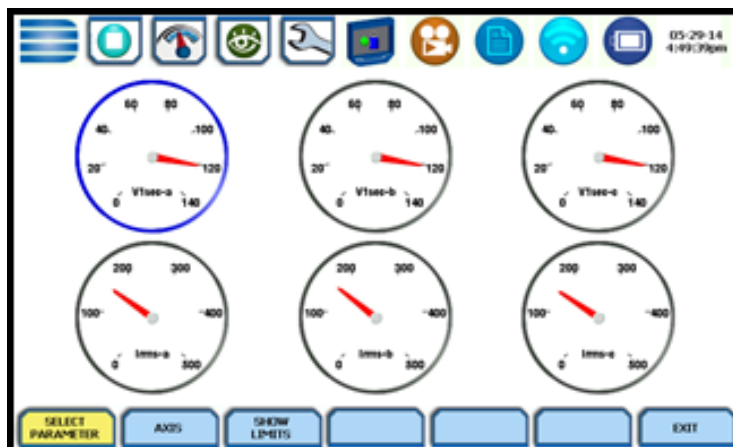 05-29-14
4:49:39pm
60 80
40 100
20 120
V1sec-a
0 140
60 80
40 100
20 120
V1sec-b
0 140
60 80
40 100
20 120
V1sec-c
0 140
200 300
100 400
Irms-a
0 500
200 300
100 400
Irms-b
0 500
200 300
100 400
Irms-c
0 500
SELECT
PARAMETER
AXIS
SHOW
LIMITS
EXIT